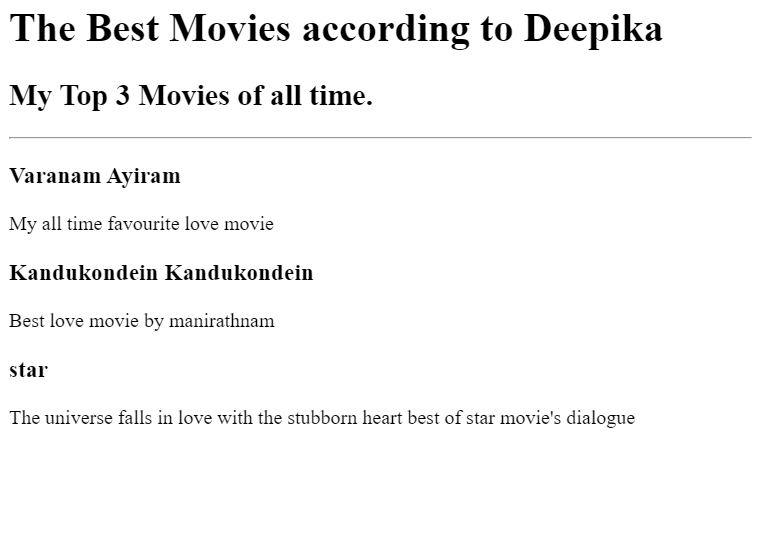 The Best Movies according to Deepika
My Top 3 Movies of all time.
Varanam Ayiram
My all time favourite love movie
Kandukondein Kandukondein
Best love movie by manirathnam
star
The universe falls in love with the stubborn heart best of star movie's dialogue